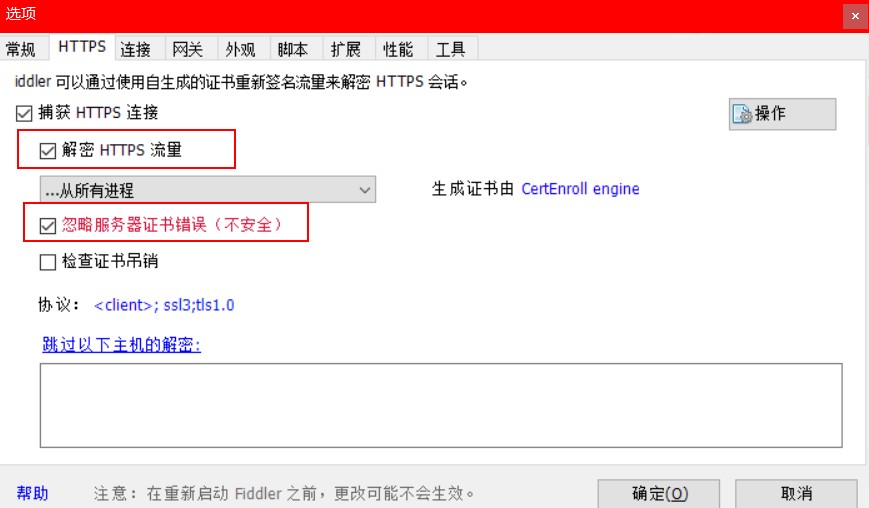 选项
常规 HTTPS 连接 网关 外观 脚本 扩展 性能 工具
iddler 可以通过使用自生成的证书重新签名流量来解密 HTTPS 会话。
捕获 HTTPS 连接
操作
解密 HTTPS 流量
...从所有进程
生成证书由 CertEnroll engine
忽略服务器证书错误（不安全）
检查证书吊销
协议： <client>; ssl3;tls1.0
跳过以下主机的解密:
帮助 注意：在重新启动 Fiddler 之前，更改可能不会生效。 确定(O) 取消